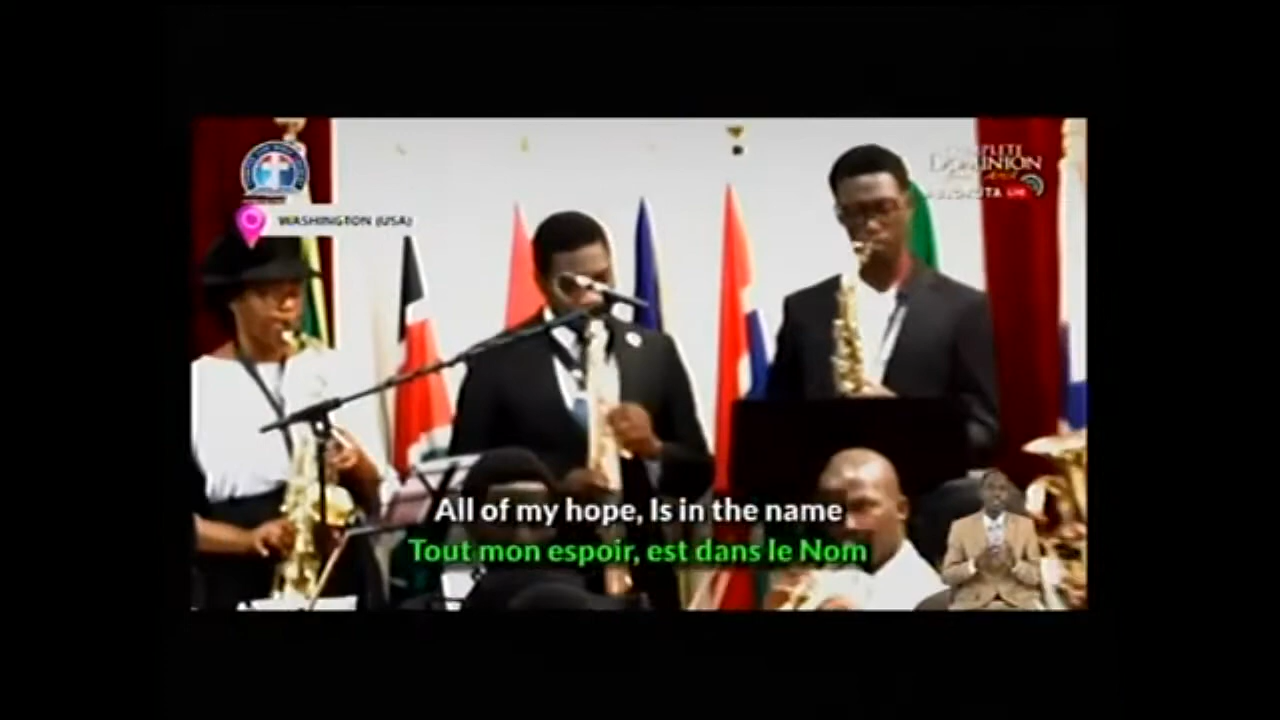 WASHINGTON (USA)
COMPLETE
DOMINION
LIVE
All of my hope, Is in the name
Tout mon espoir, est dans le Nom